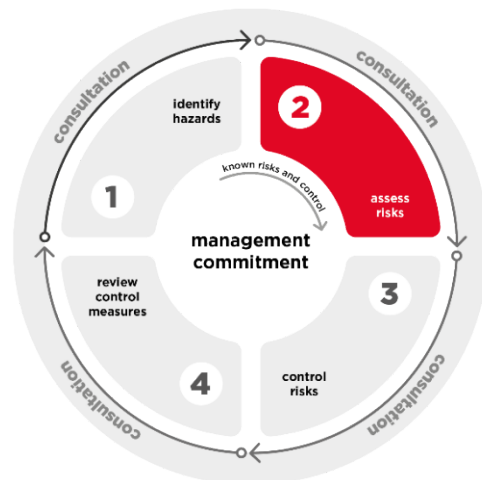 consultation
consultation
identify
hazards
2
known risks and control
1
assess
risks
management
commitment
review
control
measures
3
4
control
risks
consultation
consultation